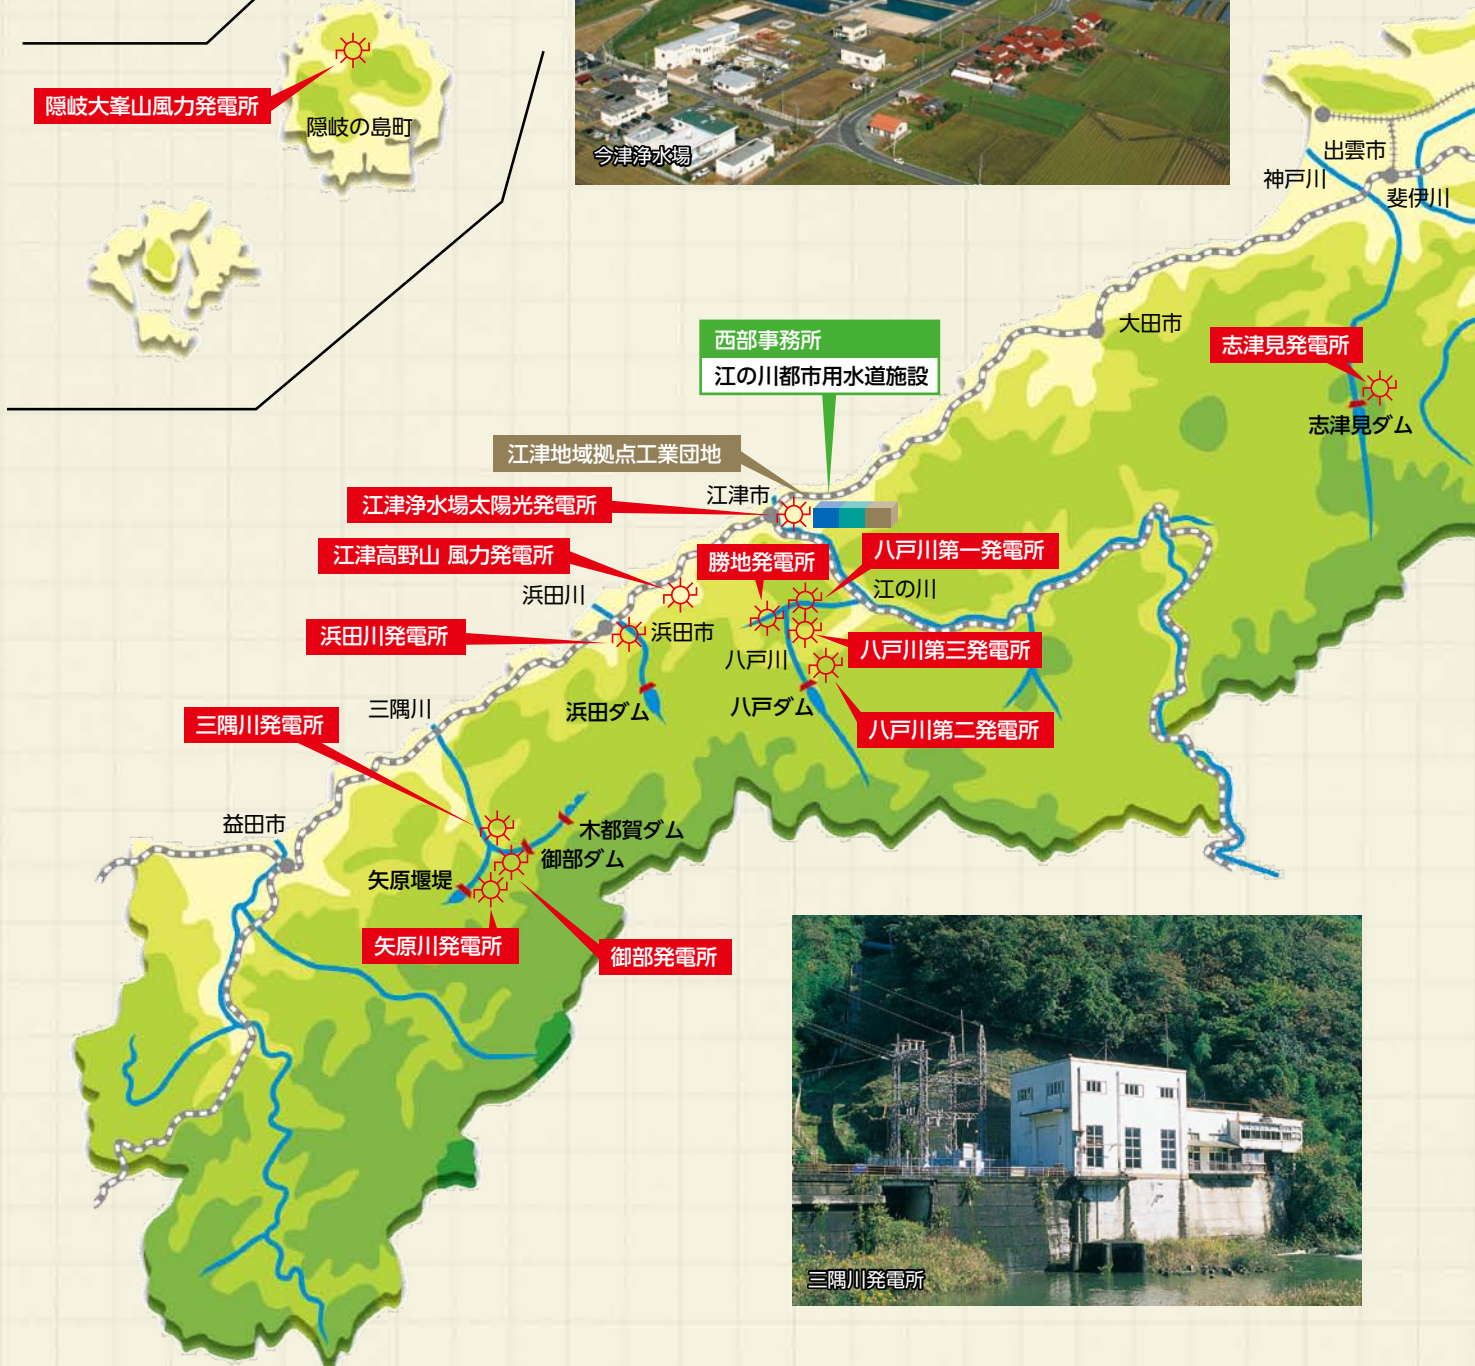 隠岐大峯山風力発電所
隠岐の島町
今津浄水場
出雲市
神戸川
斐伊川
大田市
西部事務所
江の川都市用水道施設
志津見発電所
志津見ダム
江津地域拠点工業団地
江津市
江津浄水場太陽光発電所
江津高野山 風力発電所
勝地発電所
八戸川第一発電所
江の川
浜田川
浜田市
浜田川発電所
八戸川
八戸川第三発電所
三隅川
浜田ダム
八戸ダム
三隅川発電所
八戸川第二発電所
益田市
木都賀ダム
御部ダム
矢原堰堤
矢原川発電所
御部発電所
三隅川発電所